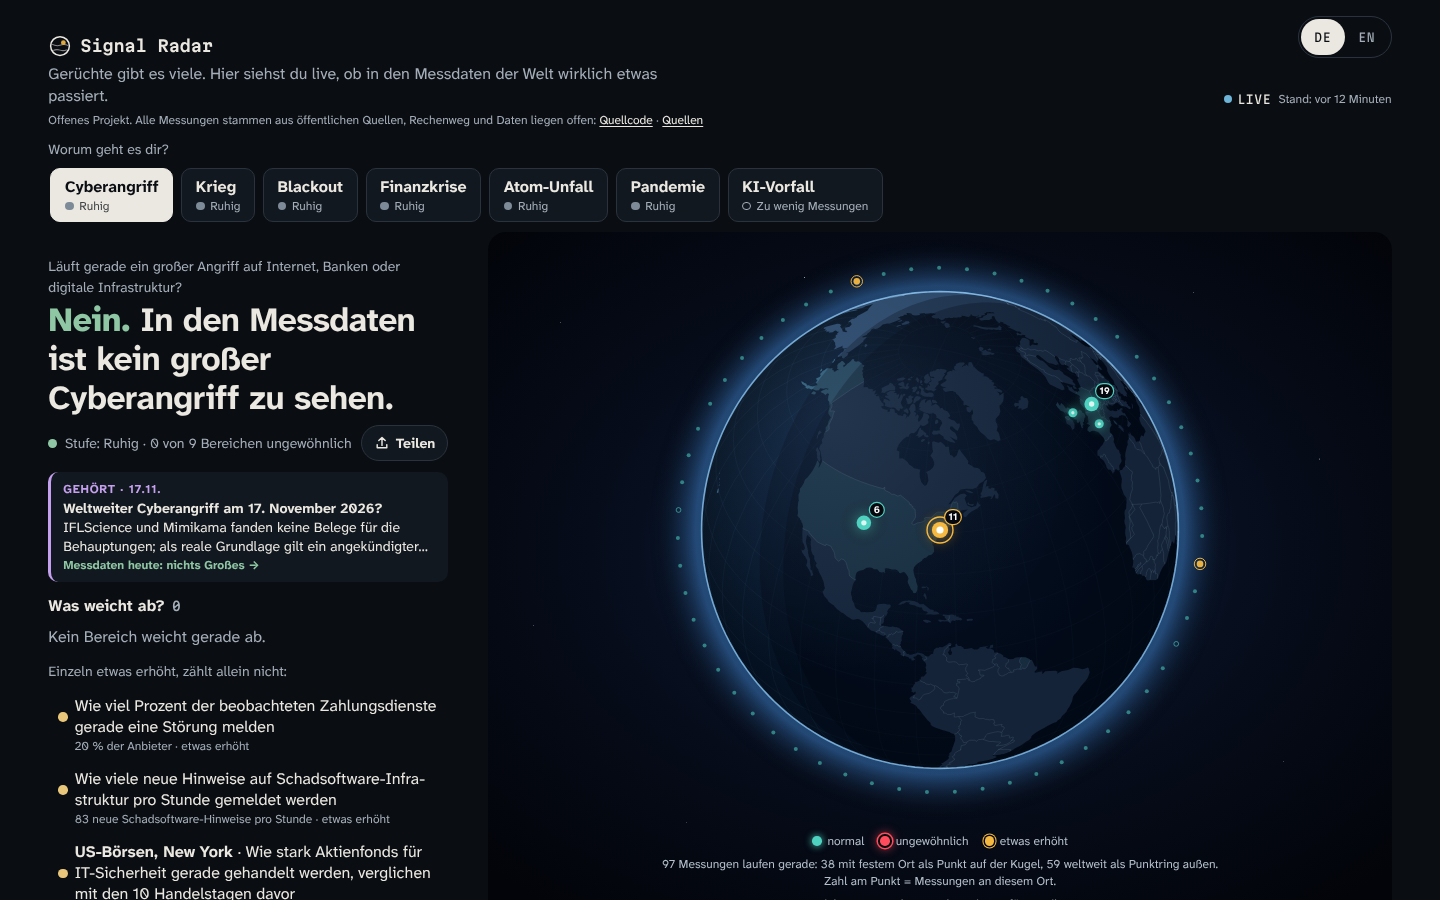 Signal Radar
DE EN
Gerüchte gibt es viele. Hier siehst du live, ob in den Messdaten der Welt wirklich etwas
passiert.
LIVE Stand: vor 12 Minuten
Offenes Projekt. Alle Messungen stammen aus öffentlichen Quellen, Rechenweg und Daten liegen offen: Quellcode · Quellen
Worum geht es dir?
Cyberangriff
Ruhig
Krieg
Ruhig
Blackout
Ruhig
Finanzkrise
Ruhig
Atom-Unfall
Ruhig
Pandemie
Ruhig
KI-Vorfall
Zu wenig Messungen
Läuft gerade ein großer Angriff auf Internet, Banken oder
digitale Infrastruktur?
Nein. In den Messdaten
ist kein großer
Cyberangriff zu sehen.
Stufe: Ruhig · 0 von 9 Bereichen ungewöhnlich
Teilen
GEHÖRT · 17.11.
Weltweiter Cyberangriff am 17. November 2026?
IFLScience und Mimikama fanden keine Belege für die
Behauptungen; als reale Grundlage gilt ein angekündigter…
Messdaten heute: nichts Großes →
Was weicht ab? 0
Kein Bereich weicht gerade ab.
Einzeln etwas erhöht, zählt allein nicht:
Wie viel Prozent der beobachteten Zahlungsdienste
gerade eine Störung melden
20 % der Anbieter · etwas erhöht
Wie viele neue Hinweise auf Schadsoftware-Infra-
struktur pro Stunde gemeldet werden
83 neue Schadsoftware-Hinweise pro Stunde · etwas erhöht
US-Börsen, New York · Wie stark Aktienfonds für
IT-Sicherheit gerade gehandelt werden, verglichen
mit den 10 Handelstagen davor
19
6
11
normal
ungewöhnlich
etwas erhöht
97 Messungen laufen gerade: 38 mit festem Ort als Punkt auf der Kugel, 59 weltweit als Punktring außen.
Zahl am Punkt = Messungen an diesem Ort.